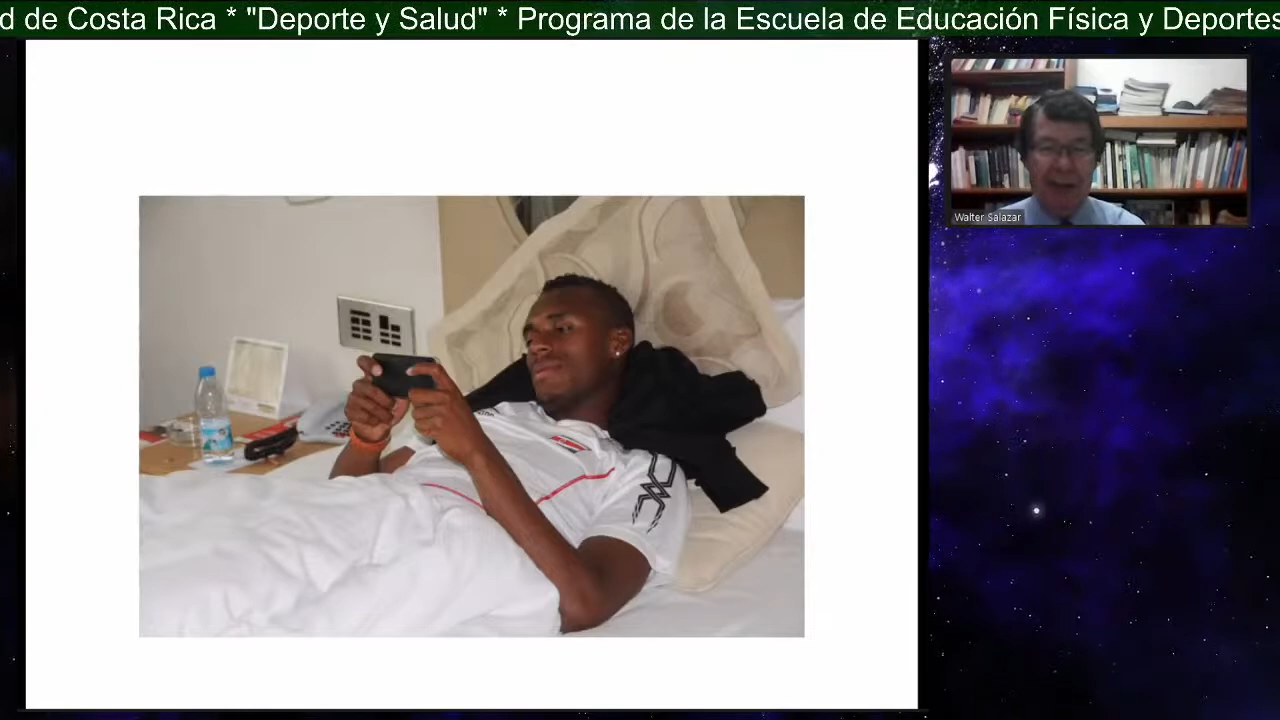 d de Costa Rica * "Deporte y Salud" * Programa de la Escuela de Educación Física y Deportes
Walter Salazar